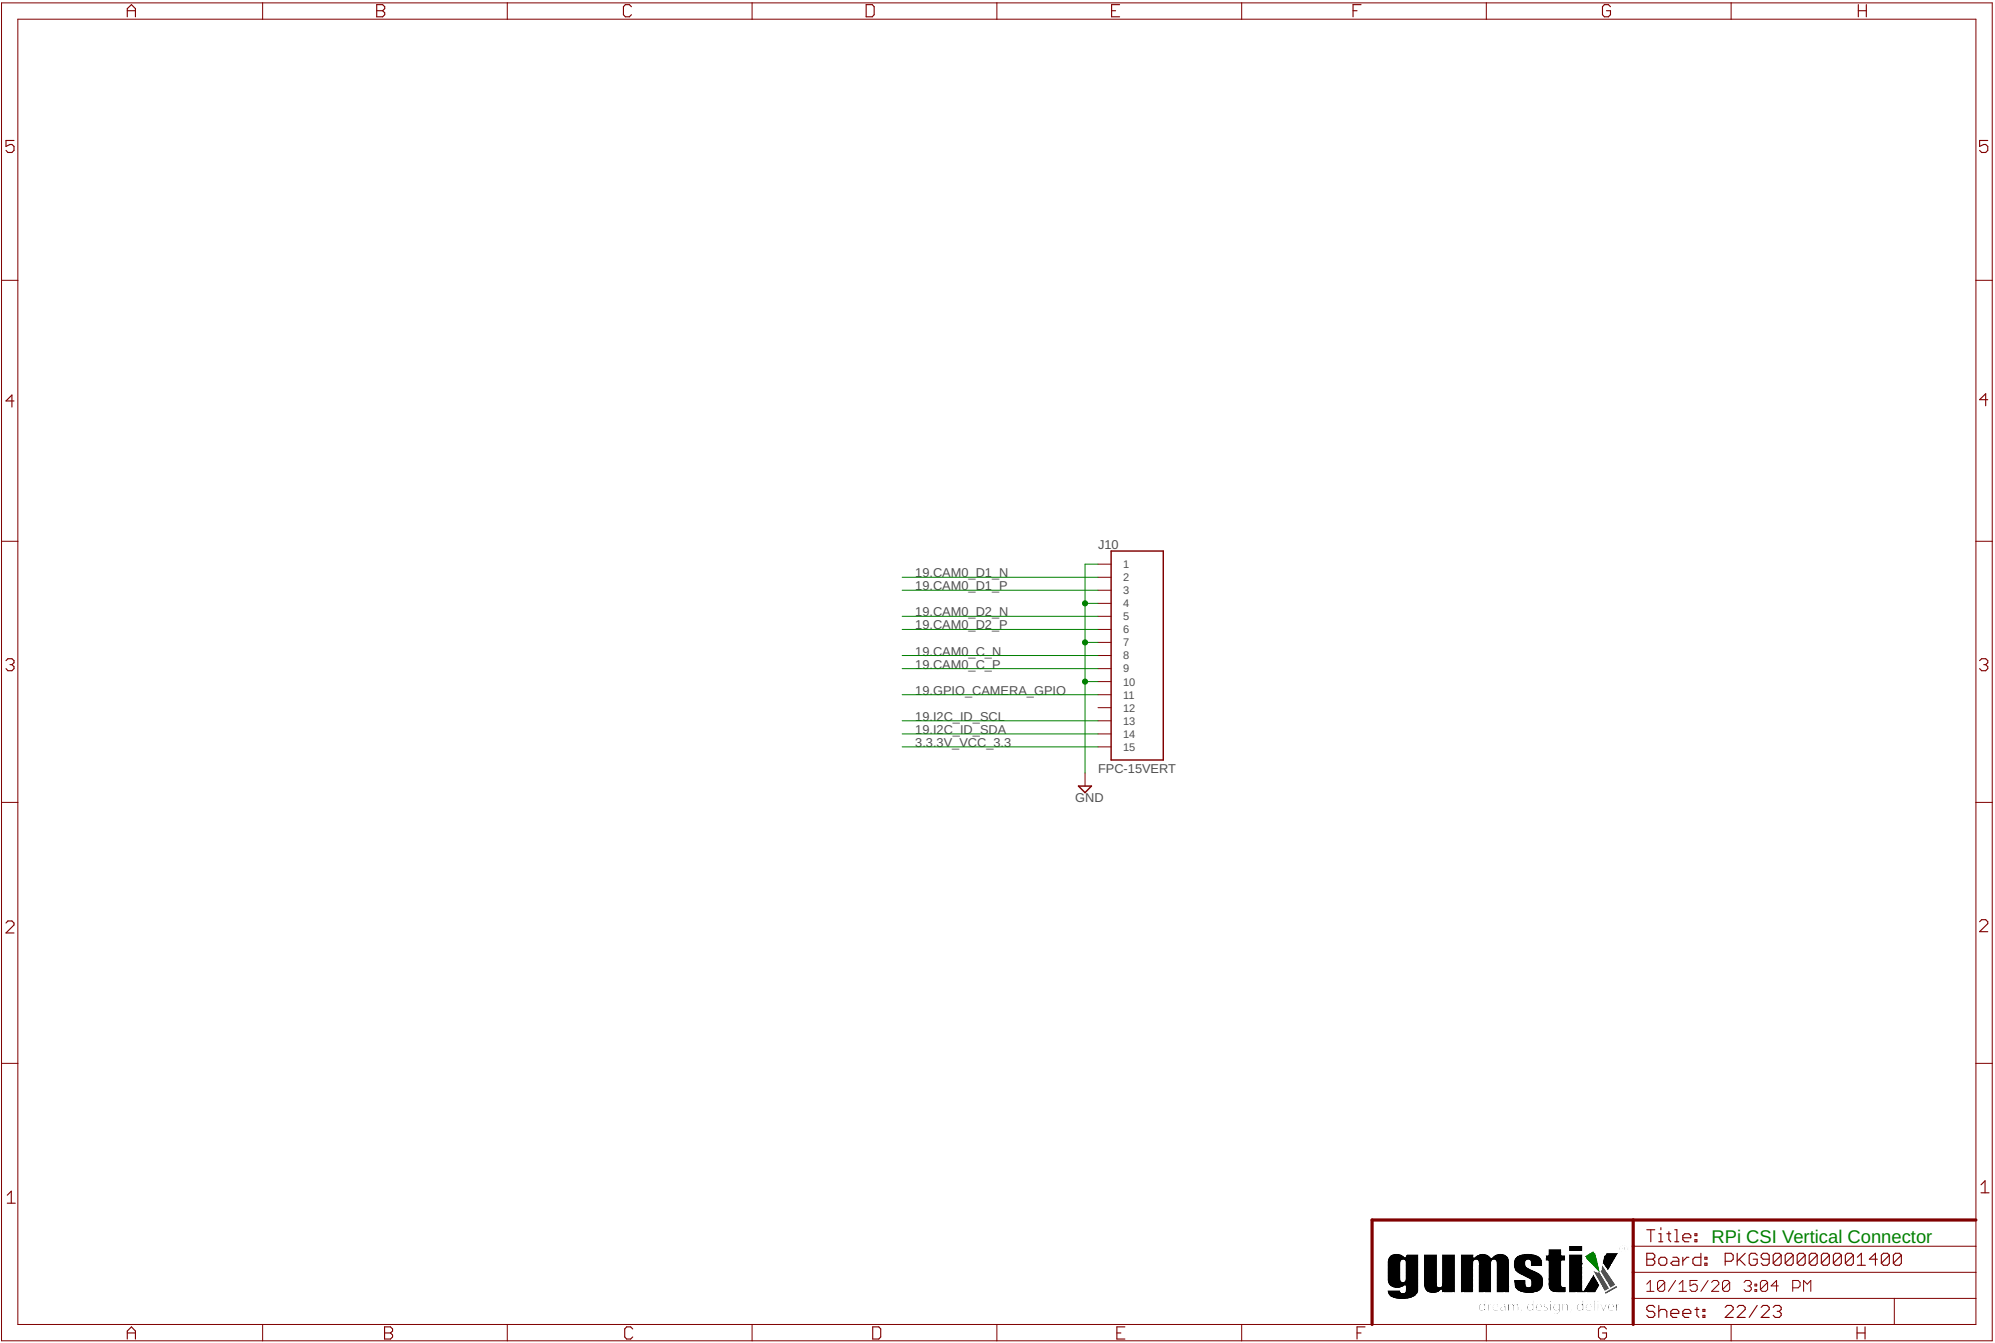 A B C D E F G H
5 5
4 4
J10
1
19.CAM0_D1_N 2
19.CAM0_D1_P 3
4
19.CAM0_D2_N 5
19.CAM0_D2_P 6
7
3 3
19.CAM0_C_N 8
19.CAM0_C_P 9
10
19.GPIO_CAMERA_GPIO 11
12
19.I2C_ID_SCL 13
19.I2C_ID_SDA 14
3.3.3V_VCC_3.3 15
FPC-15VERT
GND
2 2
1 1
gumstix
dream. design. deliver
Title: RPi CSI Vertical Connector
Board: PKG900000001400
10/15/20 3:04 PM
Sheet: 22/23
A B C D E F G H